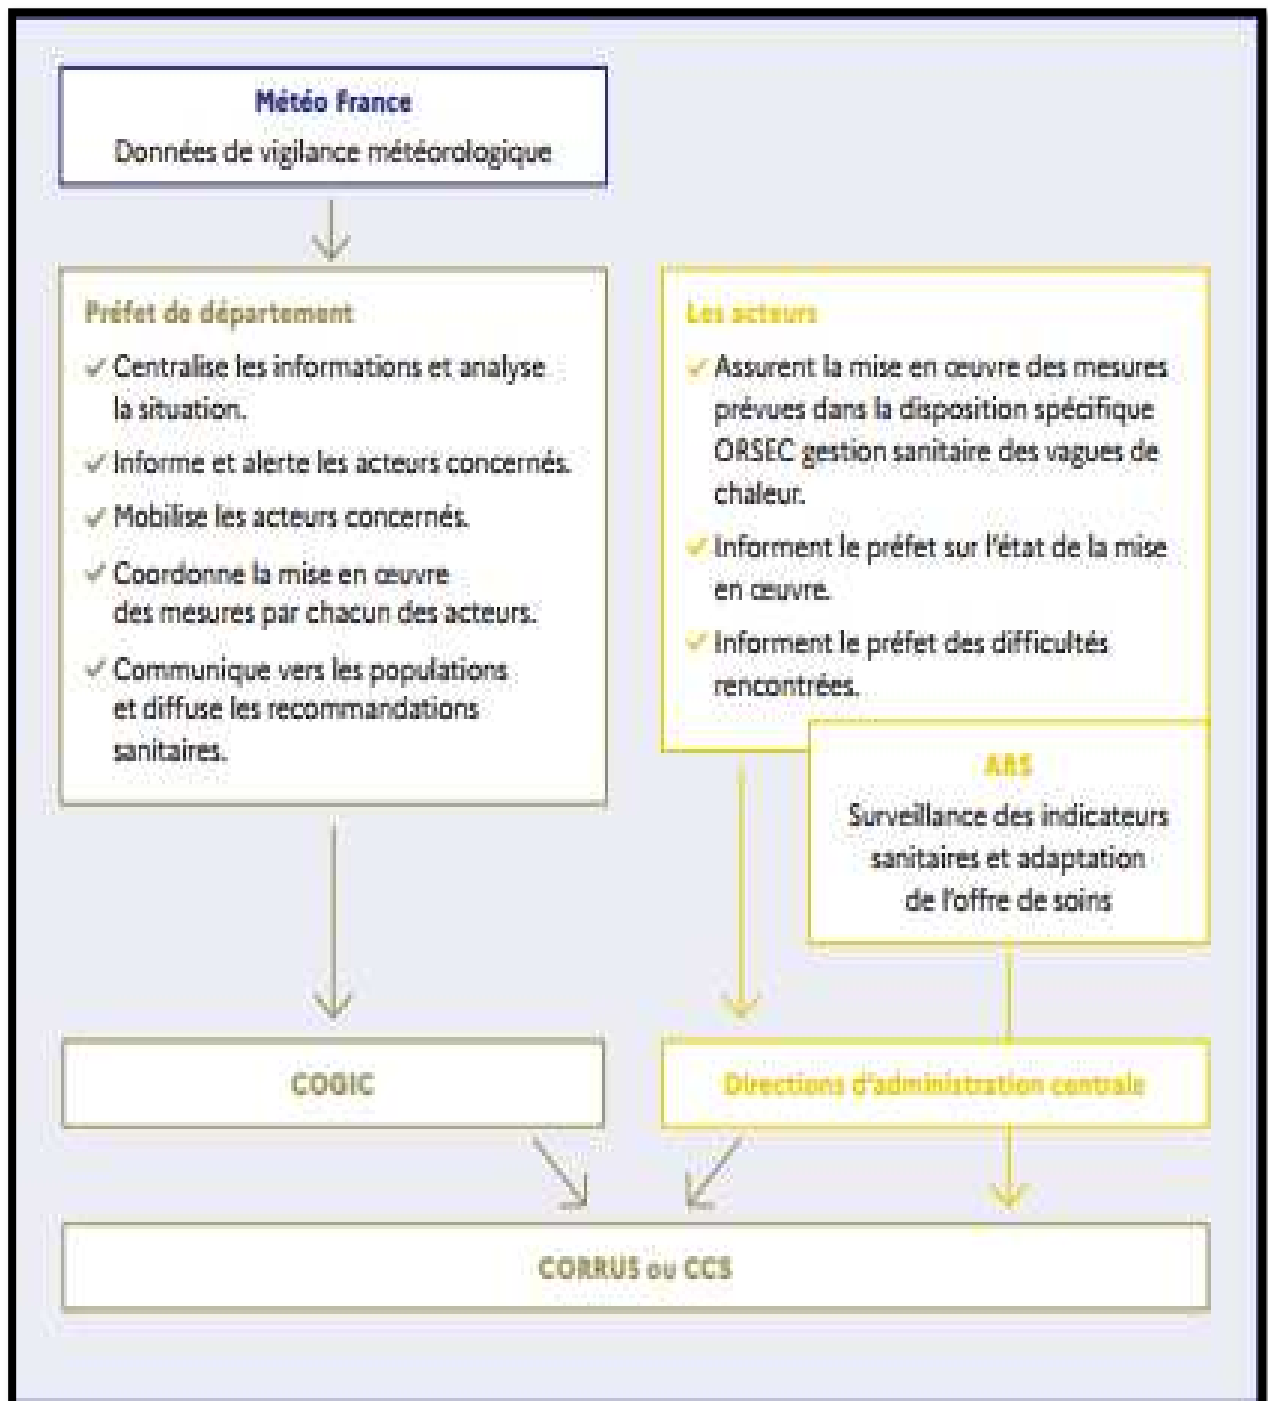 Météo France
Données de vigilance météorologique
Préfet de département
✓ Centralise les informations et analyse
la situation.
✓ Informe et alerte les acteurs concernés.
✓ Mobilise les acteurs concernés.
✓ Coordonne la mise en œuvre
des mesures par chacun des acteurs.
✓ Communique vers les populations
et diffuse les recommandations
sanitaires.
Les acteurs
✓ Assurent la mise en œuvre des mesures
prévues dans la disposition spécifique
ORSEC gestion sanitaire des vagues de
chaleur.
✓ Informent le préfet sur l'état de la mise
en œuvre.
✓ Informent le préfet des difficultés
rencontrées.
ARS
Surveillance des indicateurs
sanitaires et adaptation
de l'offre de soins
COGIC
Directions d'administration centrale
CORRUS ou CCS